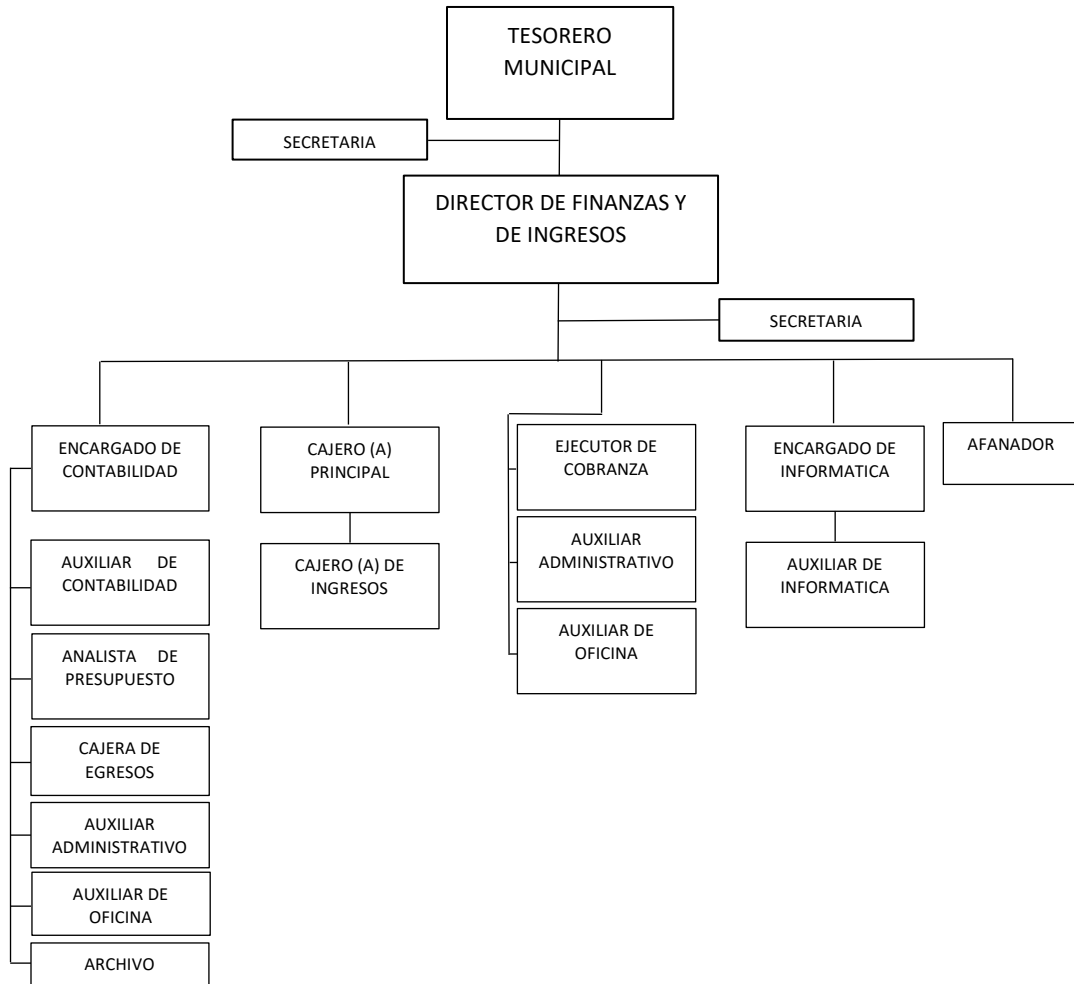 TESORERO
MUNICIPAL
SECRETARIA
DIRECTOR DE FINANZAS Y
DE INGRESOS
SECRETARIA
ENCARGADO DE
CONTABILIDAD
AUXILIAR DE
CONTABILIDAD
ANALISTA DE
PRESUPUESTO
CAJERA DE
EGRESOS
AUXILIAR
ADMINISTRATIVO
AUXILIAR DE
OFICINA
ARCHIVO
CAJERO (A)
PRINCIPAL
CAJERO (A) DE
INGRESOS
EJECUTOR DE
COBRANZA
AUXILIAR
ADMINISTRATIVO
AUXILIAR DE
OFICINA
ENCARGADO DE
INFORMATICA
AUXILIAR DE
INFORMATICA
AFANADOR